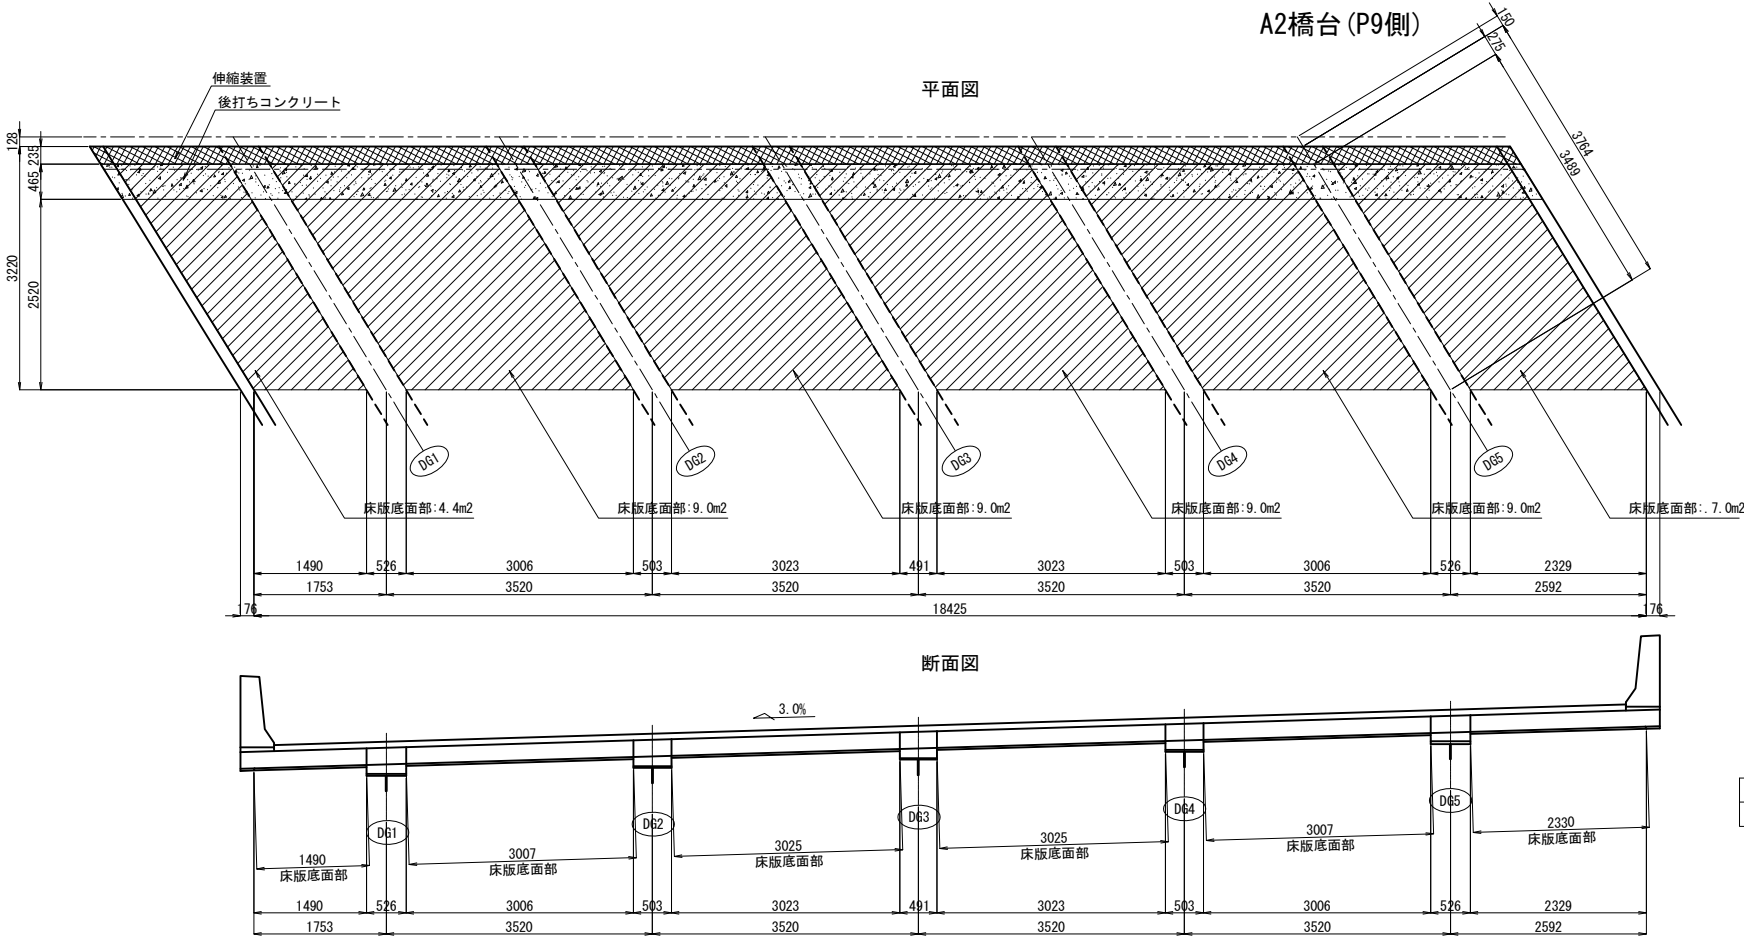 A2橋台(P9側)
平面図
伸縮装置
後打ちコンクリート
150
275
3764
3489
128
235
465
3220
2520
DG1
DG2
DG3
DG4
DG5
床版底面部:4.4m2
床版底面部:9.0m2
床版底面部:9.0m2
床版底面部:9.0m2
床版底面部:9.0m2
床版底面部:.7.0m2
1490 526 3006 503 3023 491 3023 503 3006 526 2329
1753 3520 3520 3520 3520 2592
176 18425 176
断面図
3.0%
DG1
DG2
DG3
DG4
DG5
1490
床版底面部
3007
床版底面部
3025
床版底面部
3025
床版底面部
3007
床版底面部
2330
床版底面部
1490 526 3006 503 3023 491 3023 503 3006 526 2329
1753 3520 3520 3520 3520 2592